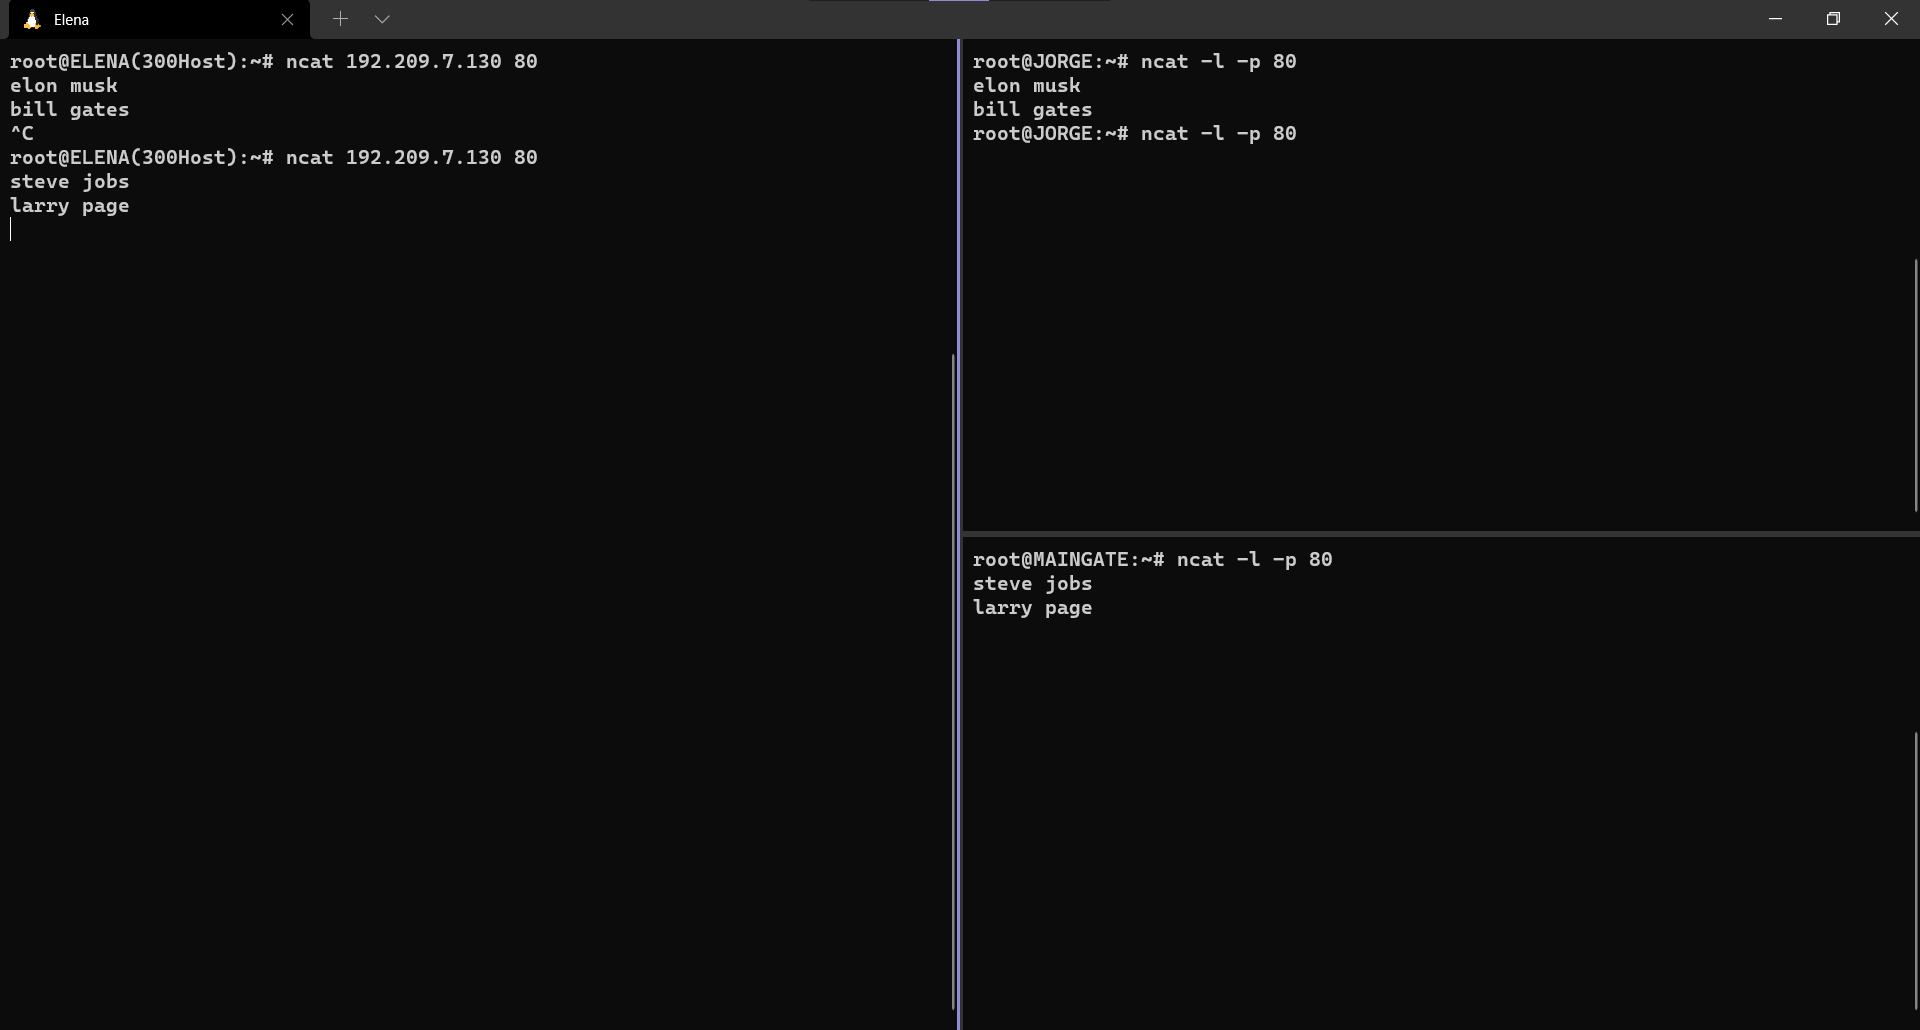 Elena
root@ELENA(300Host):~# ncat 192.209.7.130 80
elon musk
bill gates
^C
root@ELENA(300Host):~# ncat 192.209.7.130 80
steve jobs
larry page
root@JORGE:~# ncat -l -p 80
elon musk
bill gates
root@JORGE:~# ncat -l -p 80
root@MAINGATE:~# ncat -l -p 80
steve jobs
larry page